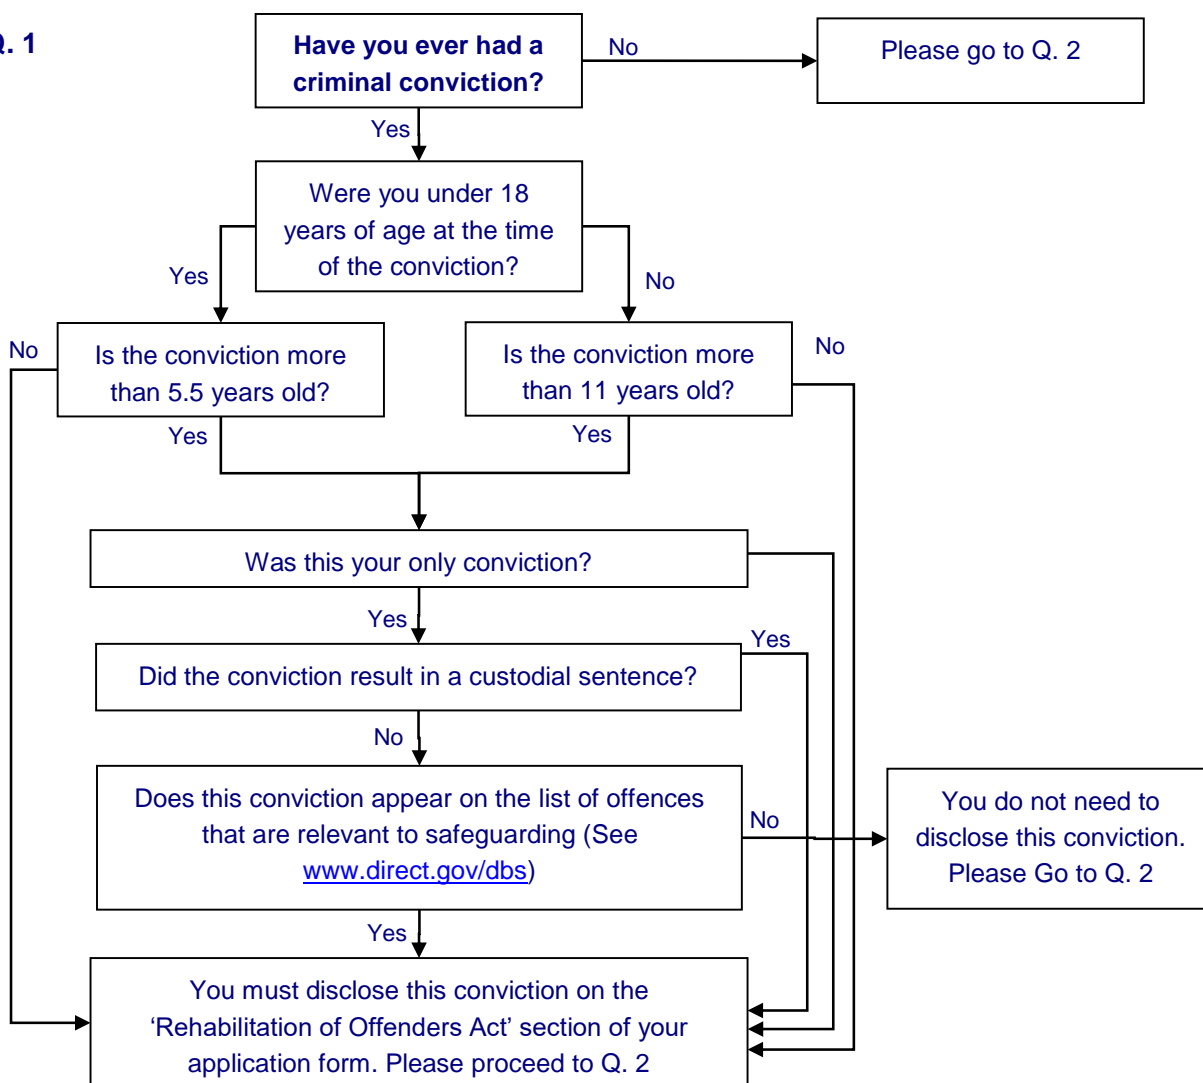 Q. 1
Have you ever had a
criminal conviction?
No
Please go to Q. 2
Yes
Were you under 18
years of age at the time
of the conviction?
Yes
No
No
Is the conviction more
than 5.5 years old?
Is the conviction more
than 11 years old?
No
Yes
Yes
Was this your only conviction?
Yes
Yes
Did the conviction result in a custodial sentence?
No
Does this conviction appear on the list of offences
that are relevant to safeguarding (See
www.direct.gov/dbs)
No
You do not need to
disclose this conviction.
Please Go to Q. 2
Yes
You must disclose this conviction on the
‘Rehabilitation of Offenders Act’ section of your
application form. Please proceed to Q. 2